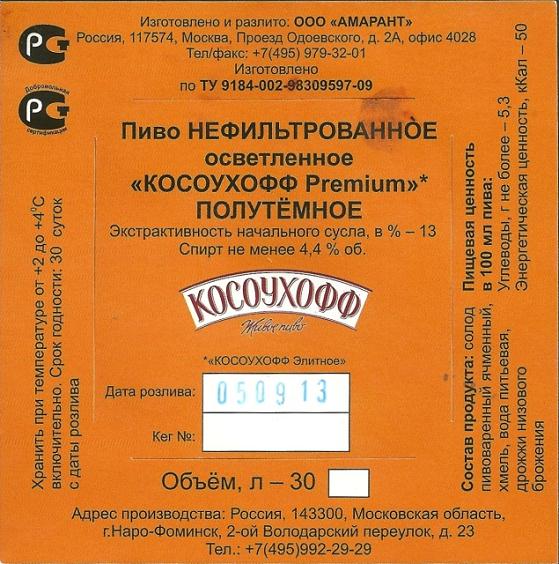 Изготовлено и разлито: ООО «АМАРАНТ»
Россия, 117574, Москва, Проезд Одоевского, д. 2А, офис 4028
Тел/факс: +7(495) 979-32-01
Изготовлено
по ТУ 9184-002-98309597-09
РСТ
Добровольная
РСТ
сертификация
Пиво НЕФИЛЬТРОВАННОЕ
осветленное
«КОСОУХОФФ Premium»*
ПОЛУТЁМНОЕ
Экстрактивность начального сусла, в % – 13
Спирт не менее 4,4 % об.
КОСОУХОФФ
Живое пиво
*«КОСОУХОФФ Элитное»
Дата розлива: 050913
Кег №:
Объём, л – 30
Хранить при температуре от +2 до +4°С
включительно. Срок годности: 30 суток
с даты розлива
Пищевая ценность
в 100 мл пива:
Углеводы, г не более – 5,3
Энергетическая ценность, кКал – 50
Состав продукта: солод
пивоваренный ячменный,
хмель, вода питьевая,
дрожжи низового
брожения
Адрес производства: Россия, 143300, Московская область,
г.Наро-Фоминск, 2-ой Володарский переулок, д. 23
Тел.: +7(495)992-29-29